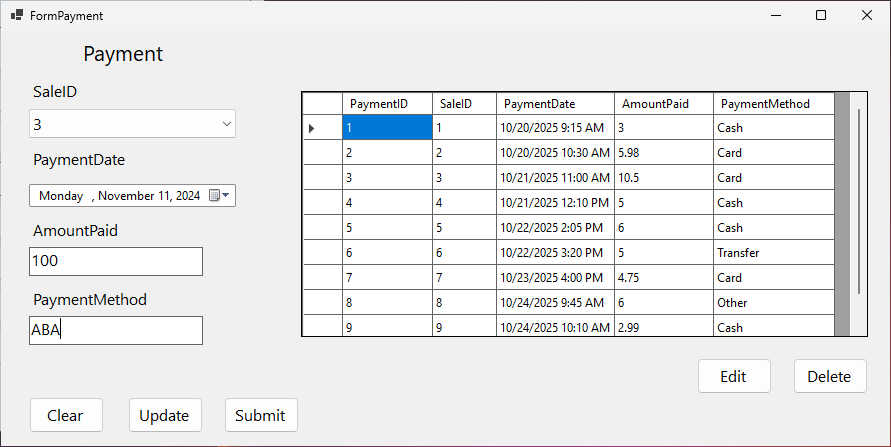 FormPayment
Payment
SaleID
3
PaymentDate
Monday , November 11, 2024
AmountPaid
100
PaymentMethod
ABA
PaymentID SaleID PaymentDate AmountPaid PaymentMethod
1 1 10/20/2025 9:15 AM 3 Cash
2 2 10/20/2025 10:30 AM 5.98 Card
3 3 10/21/2025 11:00 AM 10.5 Card
4 4 10/21/2025 12:10 PM 5 Cash
5 5 10/22/2025 2:05 PM 6 Cash
6 6 10/22/2025 3:20 PM 5 Transfer
7 7 10/23/2025 4:00 PM 4.75 Card
8 8 10/24/2025 9:45 AM 6 Other
9 9 10/24/2025 10:10 AM 2.99 Cash
Edit Delete
Clear Update Submit